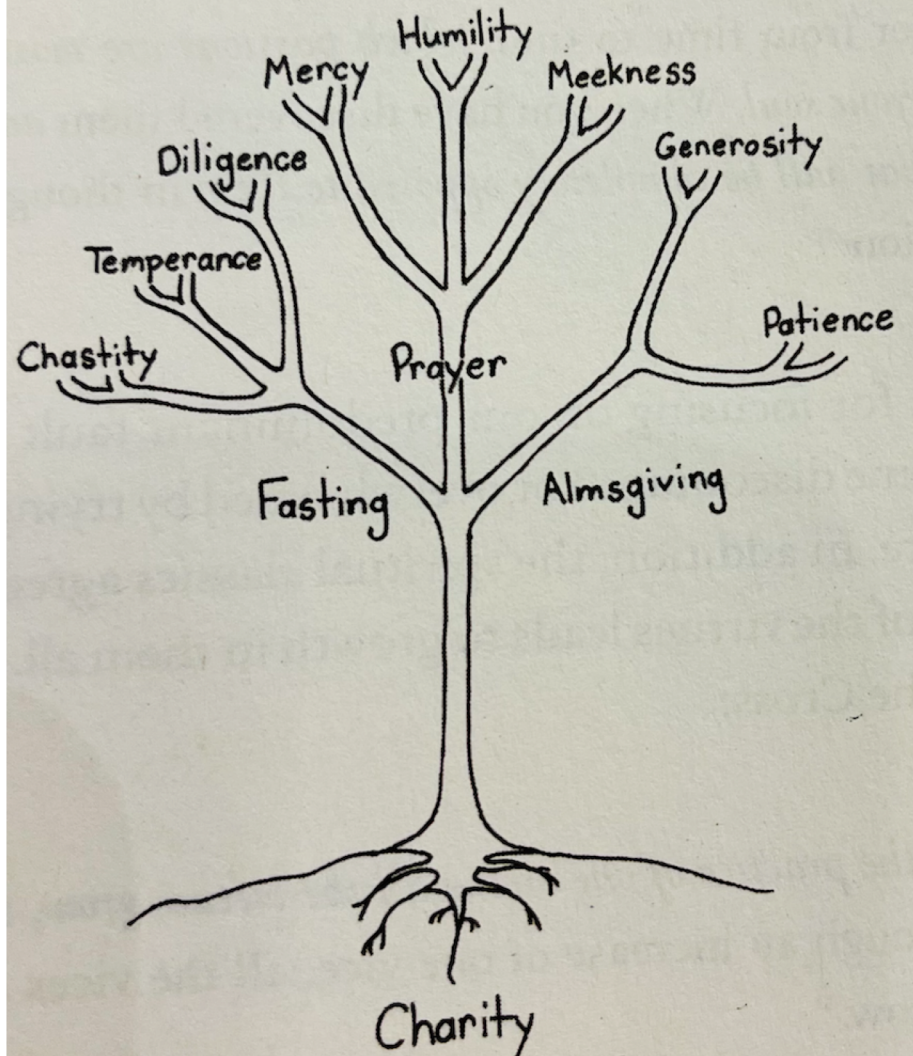 Humility
Mercy
Meekness
Generosity
Diligence
Temperance
Patience
Chastity
Prayer
Fasting
Almsgiving
Charity